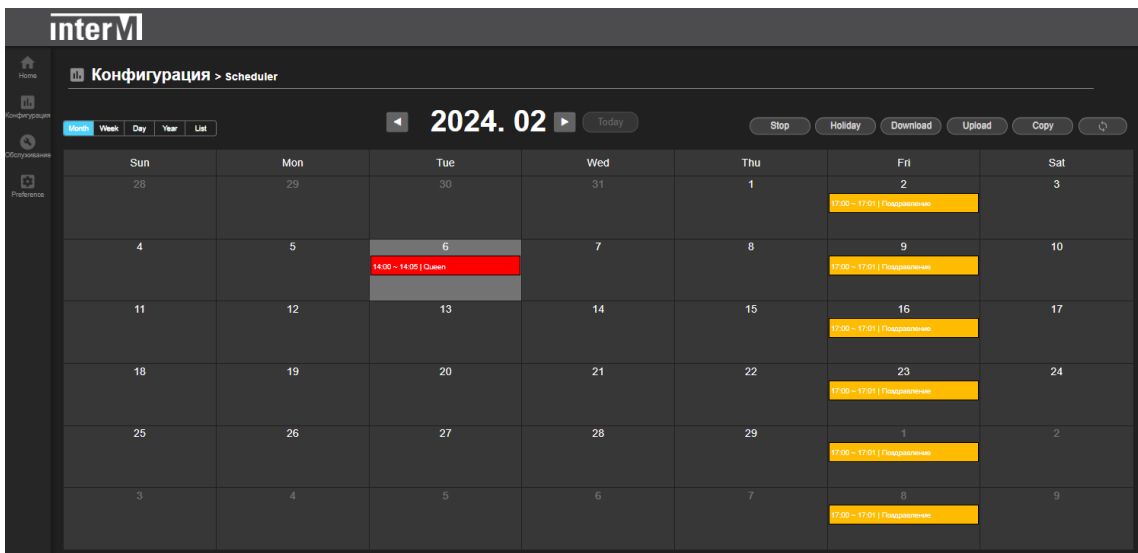 interM
Home
Конфигурация > Scheduler
Конфигурация
Month Week Day Year List
2024. 02
Today
Stop Holiday Download Upload Copy
Обслуживание
Preference
Sun Mon Tue Wed Thu Fri Sat
28 29 30 31 1 2 3
17:00 ~ 17:01 | Поздравление
4 5 6 7 8 9 10
14:00 ~ 14:05 | Queen
17:00 ~ 17:01 | Поздравление
11 12 13 14 15 16 17
17:00 ~ 17:01 | Поздравление
18 19 20 21 22 23 24
17:00 ~ 17:01 | Поздравление
25 26 27 28 29 1 2
17:00 ~ 17:01 | Поздравление
3 4 5 6 7 8 9
17:00 ~ 17:01 | Поздравление